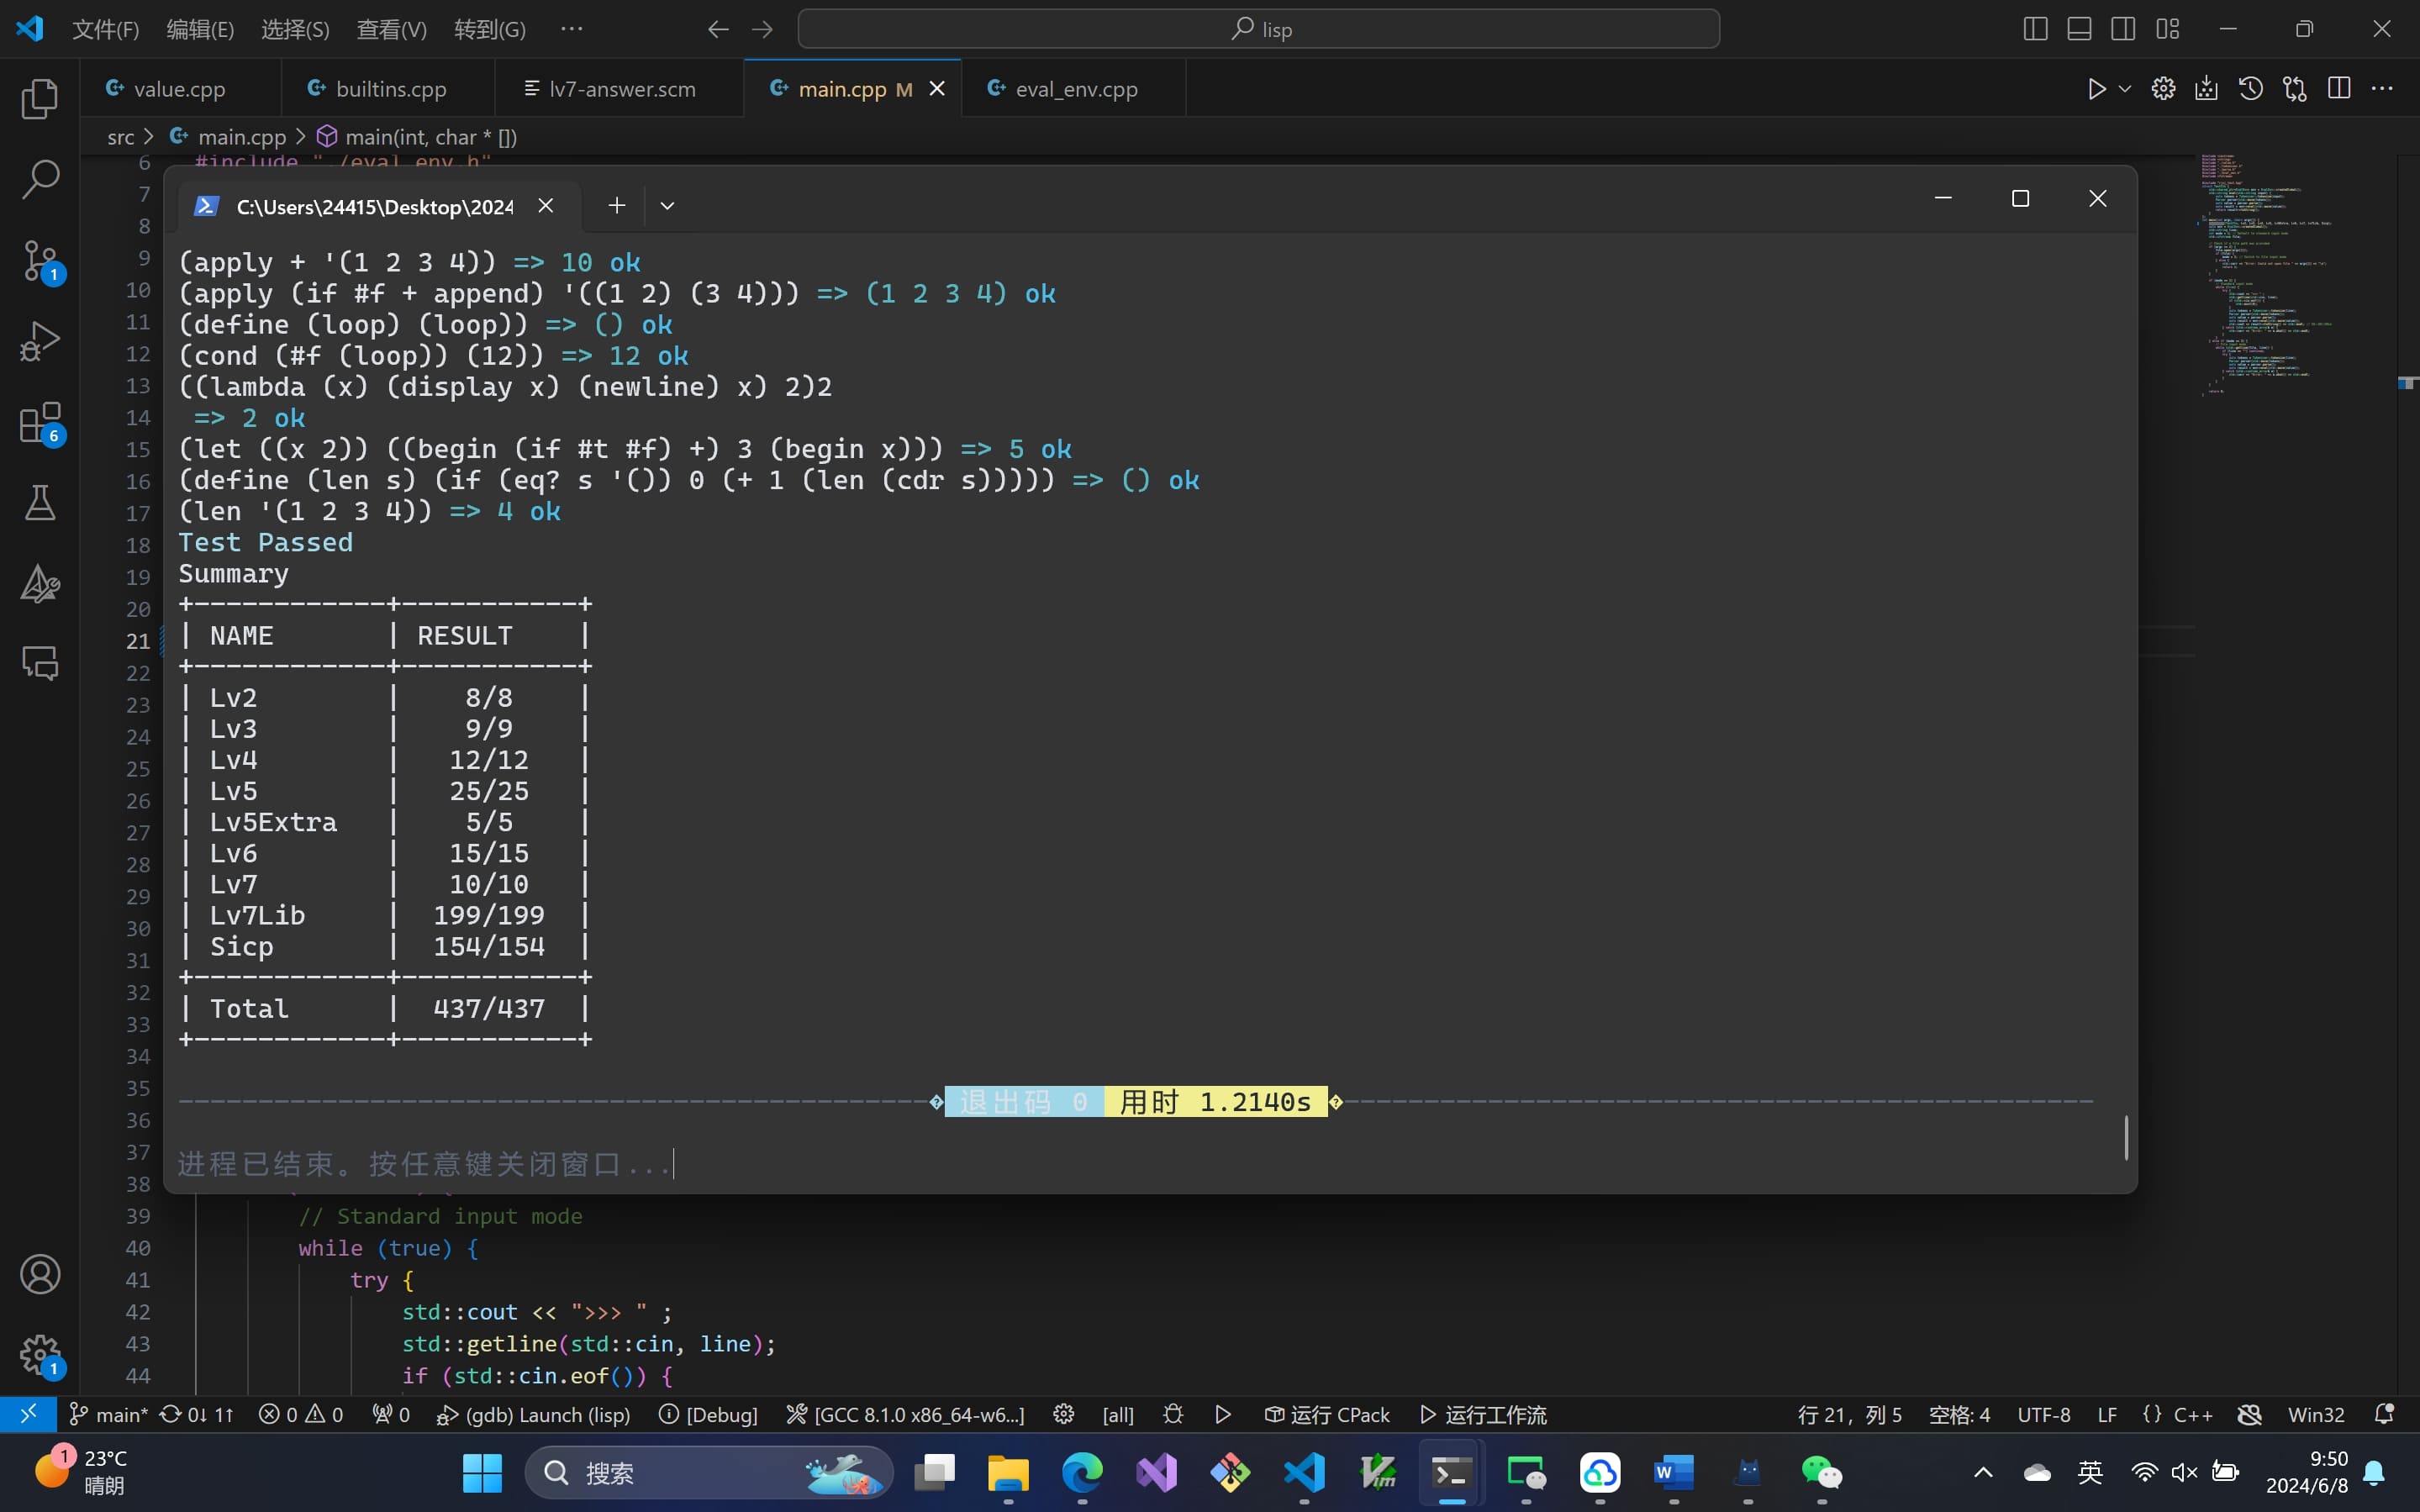 文件(F) 编辑(E) 选择(S) 查看(V) 转到(G) ··· lisp
value.cpp builtins.cpp lv7-answer.scm main.cpp M eval_env.cpp
src > main.cpp > main(int, char * [])
6 #include "./eval_env.h"
7
8
9
10
11
12
13
14
15
16
17
18
19
20
21
22
23
24
25
26
27
28
29
30
31
32
33
34
35
36
37
38
C:\Users\24415\Desktop\2024
(apply + '(1 2 3 4)) => 10 ok
(apply (if #f + append) '((1 2) (3 4))) => (1 2 3 4) ok
(define (loop) (loop)) => () ok
(cond (#f (loop)) (12)) => 12 ok
((lambda (x) (display x) (newline) x) 2)2
 => 2 ok
(let ((x 2)) ((begin (if #t #f) +) 3 (begin x))) => 5 ok
(define (len s) (if (eq? s '()) 0 (+ 1 (len (cdr s))))) => () ok
(len '(1 2 3 4)) => 4 ok
Test Passed
Summary
+------------+-----------+
| NAME | RESULT |
+------------+-----------+
| Lv2 | 8/8 |
| Lv3 | 9/9 |
| Lv4 | 12/12 |
| Lv5 | 25/25 |
| Lv5Extra | 5/5 |
| Lv6 | 15/15 |
| Lv7 | 10/10 |
| Lv7Lib | 199/199 |
| Sicp | 154/154 |
+------------+-----------+
| Total | 437/437 |
+------------+-----------+
退出码 0 用时 1.2140s
进程已结束。按任意键关闭窗口...
39 // Standard input mode
40 while (true) {
41 try {
42 std::cout << ">>> " ;
43 std::getline(std::cin, line);
44 if (std::cin.eof()) {
1
6
1
main* 0↓ 1↑ 0 0 0 (gdb) Launch (lisp) [Debug] [GCC 8.1.0 x86_64-w6...] [all] 运行 CPack 运行工作流 行 21，列 5 空格: 4 UTF-8 LF {} C++ Win32
1 23°C
晴朗
搜索
英
9:50
2024/6/8